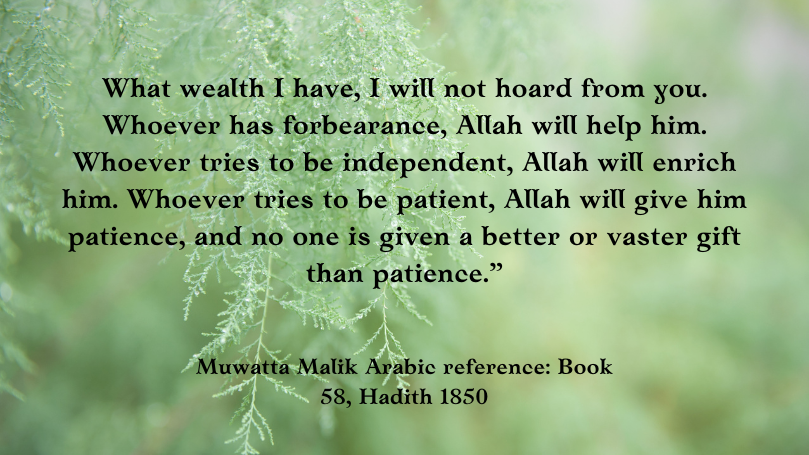 What wealth I have, I will not hoard from you.
Whoever has forbearance, Allah will help him.
Whoever tries to be independent, Allah will enrich
him. Whoever tries to be patient, Allah will give him
patience, and no one is given a better or vaster gift
than patience.”
Muwatta Malik Arabic reference: Book
58, Hadith 1850